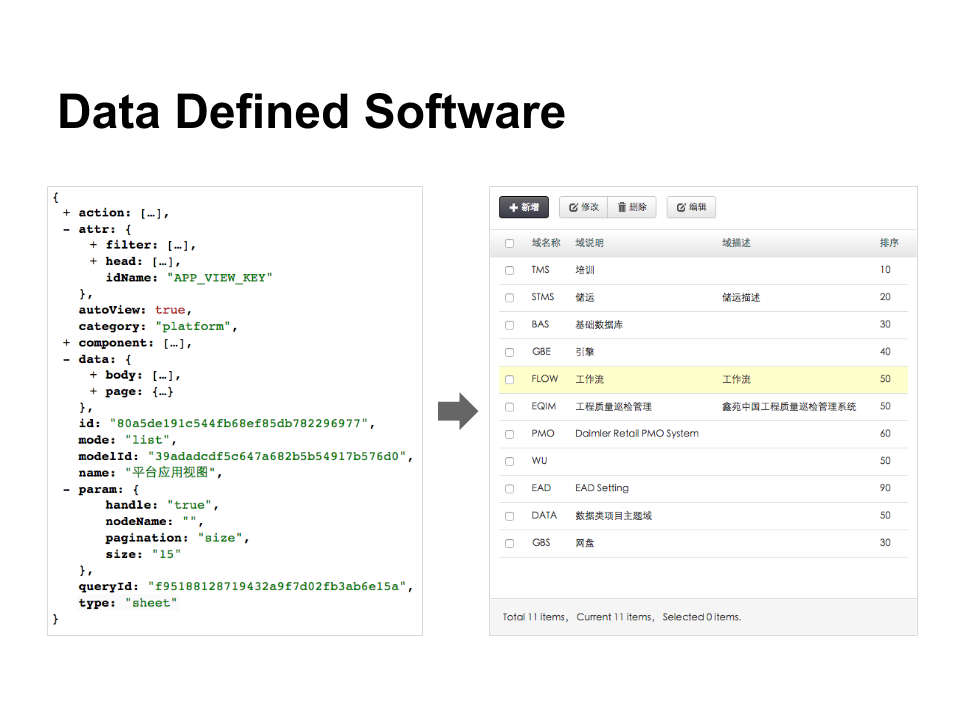 Data Defined Software
{
+ action: […],
- attr: {
+ filter: […],
+ head: […],
idName: "APP_VIEW_KEY"
},
autoView: true,
category: "platform",
+ component: […],
- data: {
+ body: […],
+ page: {…}
},
id: "80a5de191c544fb68ef85db782296977",
mode: "list",
modelId: "39adadcdf5c647a682b5b54917b576d0",
name: "平台应用视图",
- param: {
handle: "true",
nodeName: "",
pagination: "size",
size: "15"
},
queryId: "f95188128719432a9f7d02fb3ab6e15a",
type: "sheet"
}
新增 修改 删除 编辑
域名称 域说明 域描述 排序
TMS 培训 10
STMS 储运 储运描述 20
BAS 基础数据库 30
GBE 引擎 40
FLOW 工作流 工作流 50
EQIM 工程质量巡检管理 鑫苑中国工程质量巡检管理系统 50
PMO Daimler Retail PMO System 60
WU 50
EAD EAD Setting 90
DATA 数据类项目主题域 50
GBS 网盘 30
Total 11 items, Current 11 items, Selected 0 items.